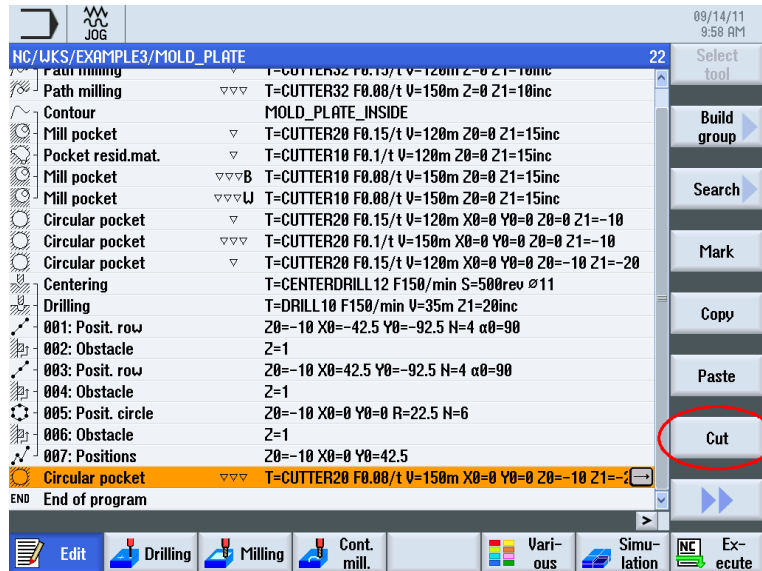 JOG
09/14/11
9:58 AM
NC/WKS/EXAMPLE3/MOLD_PLATE 22
Path milling ▽ T=CUTTER32 F0.15/t V=120m Z=0 Z1=10inc
Path milling ▽▽▽ T=CUTTER32 F0.08/t V=150m Z=0 Z1=10inc
Contour MOLD_PLATE_INSIDE
Mill pocket ▽ T=CUTTER20 F0.15/t V=120m Z0=0 Z1=15inc
Pocket resid.mat. ▽ T=CUTTER10 F0.1/t V=120m Z0=0 Z1=15inc
Mill pocket ▽▽▽B T=CUTTER10 F0.08/t V=150m Z0=0 Z1=15inc
Mill pocket ▽▽▽W T=CUTTER10 F0.08/t V=150m Z0=0 Z1=15inc
Circular pocket ▽ T=CUTTER20 F0.15/t V=120m X0=0 Y0=0 Z0=0 Z1=-10
Circular pocket ▽▽▽ T=CUTTER20 F0.1/t V=150m X0=0 Y0=0 Z0=0 Z1=-10
Circular pocket ▽ T=CUTTER20 F0.15/t V=120m X0=0 Y0=0 Z0=-10 Z1=-20
Centering T=CENTERDRILL12 F150/min S=500rev ø11
Drilling T=DRILL10 F150/min V=35m Z1=20inc
001: Posit. row Z0=-10 X0=-42.5 Y0=-92.5 N=4 α0=90
002: Obstacle Z=1
003: Posit. row Z0=-10 X0=42.5 Y0=-92.5 N=4 α0=90
004: Obstacle Z=1
005: Posit. circle Z0=-10 X0=0 Y0=0 R=22.5 N=6
006: Obstacle Z=1
007: Positions Z0=-10 X0=0 Y0=42.5
Circular pocket ▽▽▽ T=CUTTER20 F0.08/t V=150m X0=0 Y0=0 Z0=-10 Z1=-2
END End of program
>
Select
tool
Build
group
Search
Mark
Copy
Paste
Cut
Edit
Drilling
Milling
Cont.
mill.
Vari-
ous
Simu-
lation
NC Ex-
ecute